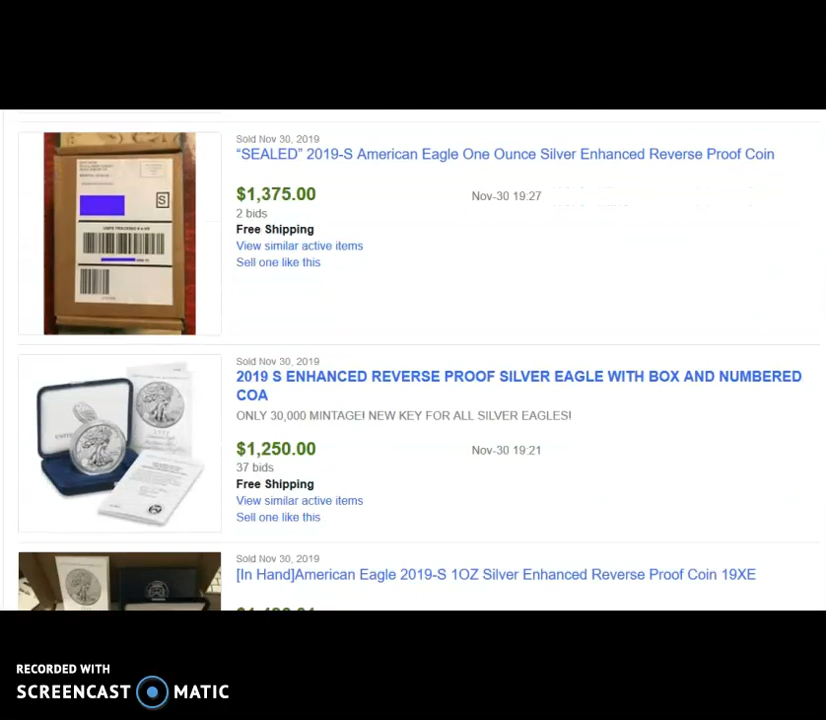 Sold Nov 30, 2019
“SEALED” 2019-S American Eagle One Ounce Silver Enhanced Reverse Proof Coin
$1,375.00
Nov-30 19:27
2 bids
Free Shipping
View similar active items
Sell one like this
S
Sold Nov 30, 2019
2019 S ENHANCED REVERSE PROOF SILVER EAGLE WITH BOX AND NUMBERED
COA
ONLY 30,000 MINTAGE! NEW KEY FOR ALL SILVER EAGLES!
$1,250.00
Nov-30 19:21
37 bids
Free Shipping
View similar active items
Sell one like this
Sold Nov 30, 2019
[In Hand]American Eagle 2019-S 1OZ Silver Enhanced Reverse Proof Coin 19XE
RECORDED WITH
SCREENCAST MATIC